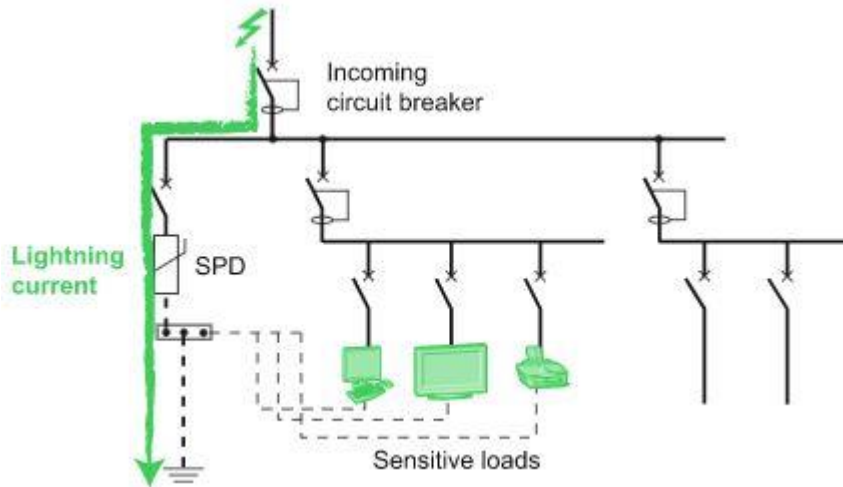 Incoming
circuit breaker
Lightning
current
SPD
Sensitive loads